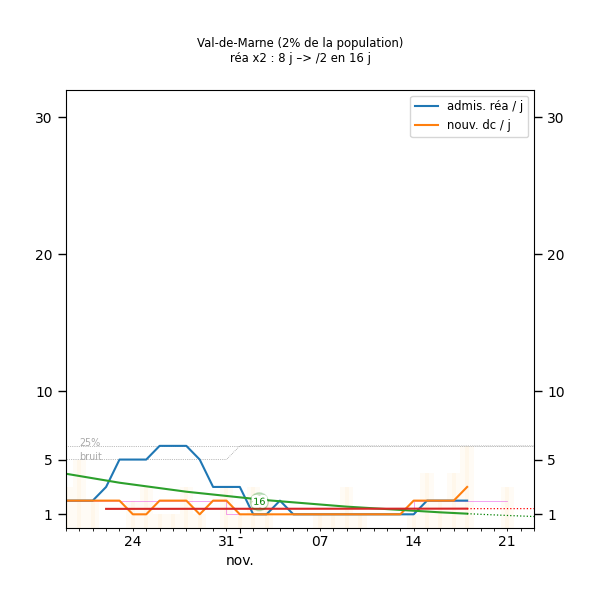 Val-de-Marne (2% de la population)
réa x2 : 8 j –> /2 en 16 j
admis. réa / j
nouv. dc / j
30 30
20 20
10 10
25%
bruit
5 5
16
1 1
24 31 - 07 14 21
nov.